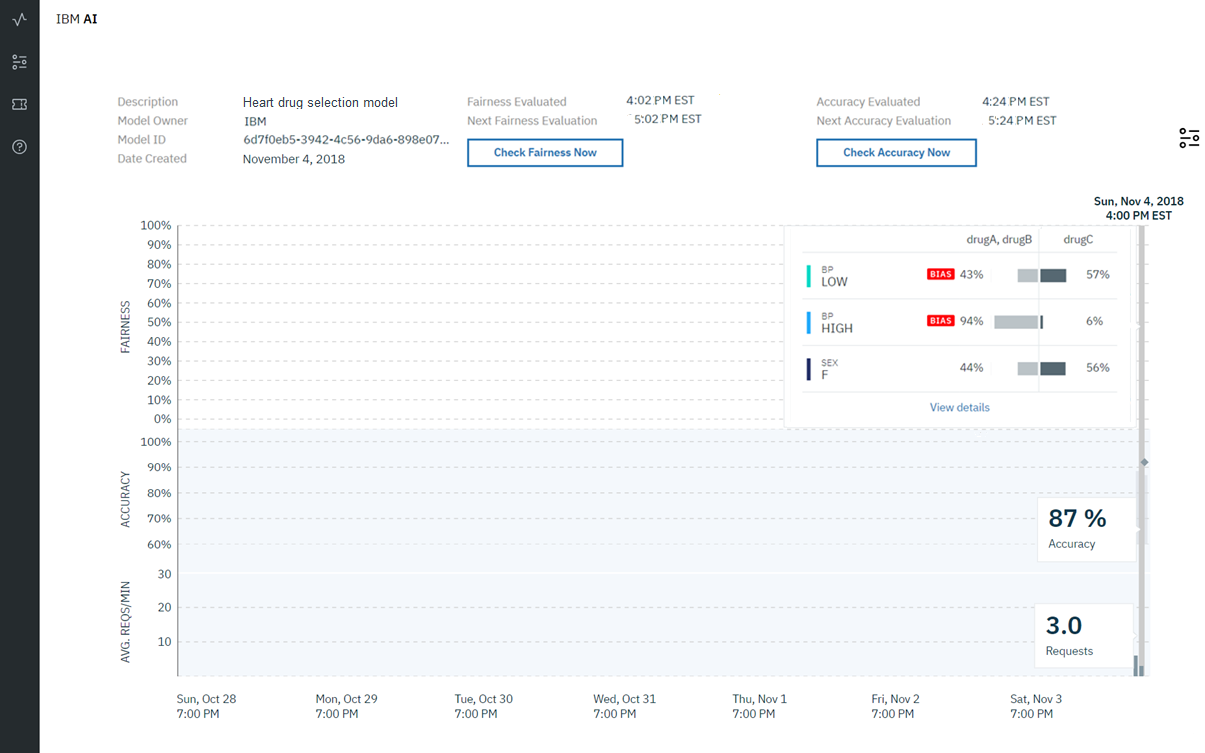 IBM AI
Description Heart drug selection model
Model Owner IBM
Model ID 6d7f0eb5-3942-4c56-9da6-898e07...
Date Created November 4, 2018
Fairness Evaluated 4:02 PM EST
Next Fairness Evaluation 5:02 PM EST
Check Fairness Now
Accuracy Evaluated 4:24 PM EST
Next Accuracy Evaluation 5:24 PM EST
Check Accuracy Now
Sun, Nov 4, 2018
4:00 PM EST
FAIRNESS
100%
90%
80%
70%
60%
50%
40%
30%
20%
10%
0%
drugA, drugB drugC
BP
LOW BIAS 43% 57%
BP
HIGH BIAS 94% 6%
SEX
F 44% 56%
View details
ACCURACY
100%
90%
80%
70%
60%
87 %
Accuracy
AVG. REQS/MIN
30
20
10
3.0
Requests
Sun, Oct 28 Mon, Oct 29 Tue, Oct 30 Wed, Oct 31 Thu, Nov 1 Fri, Nov 2 Sat, Nov 3
7:00 PM 7:00 PM 7:00 PM 7:00 PM 7:00 PM 7:00 PM 7:00 PM